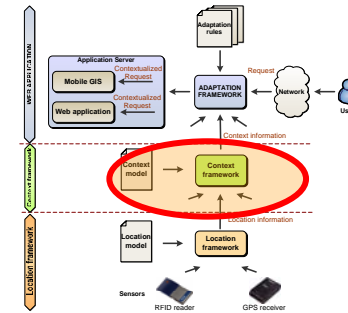 Adaptation
rules
Application Server
Contextualized
Request
Mobile GIS
Contextualized
Request
Web application
ADAPTATION
FRAMEWORK
Request
Network
Us
WEB APPLICATION
Context information
Context
model
Context
framework
Context framework
Location information
Location
model
Location
framework
Location framework
Sensors
RFID reader
GPS receiver